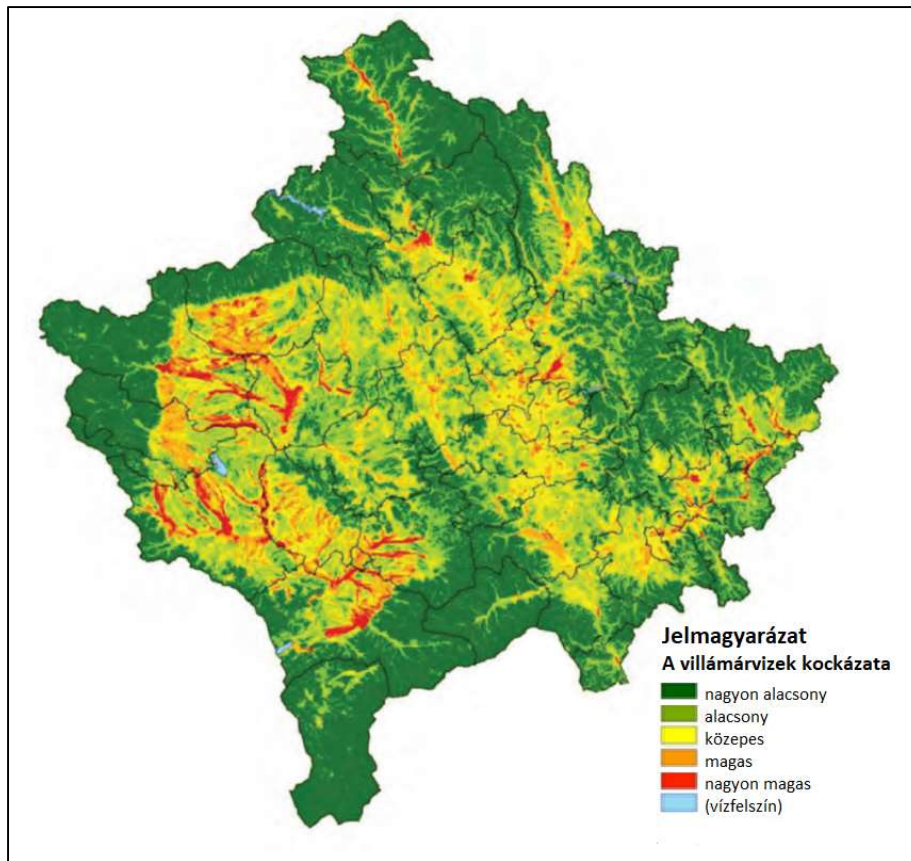 Jelmagyarázat
A villámárvizek kockázata
nagyon alacsony
alacsony
közepes
magas
nagyon magas
(vízfelszín)